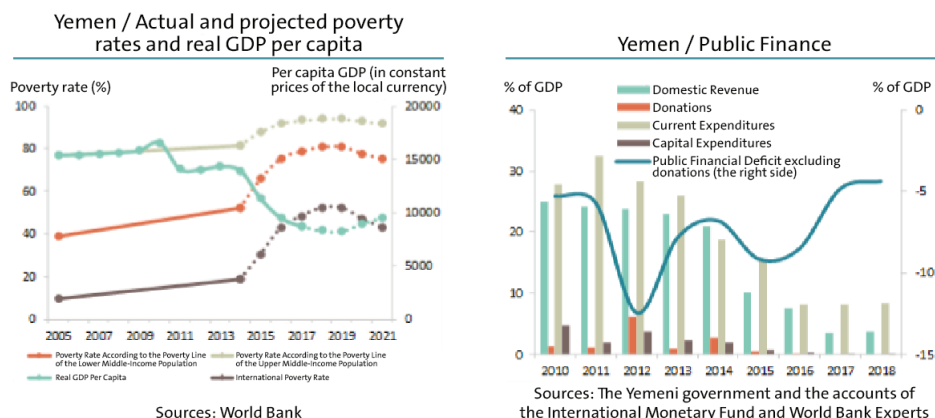 Yemen / Actual and projected poverty
rates and real GDP per capita
Poverty rate (%)
Per capita GDP (in constant
prices of the local currency)
100
80
60
40
20
0
20000
15000
10000
5000
0
2005 2007 2009 2011 2013 2015 2017 2019 2021
Poverty Rate According to the Poverty Line
of the Lower Middle-Income Population
Poverty Rate According to the Poverty Line
of the Upper Middle-Income Population
Real GDP Per Capita
International Poverty Rate
Sources: World Bank
Yemen / Public Finance
% of GDP
% of GDP
40
30
20
10
0
Domestic Revenue
Donations
Current Expenditures
Capital Expenditures
Public Financial Deficit excluding
donations (the right side)
-0
-5
-10
-15
2010 2011 2012 2013 2014 2015 2016 2017 2018
Sources: The Yemeni government and the accounts of
the International Monetary Fund and World Bank Experts